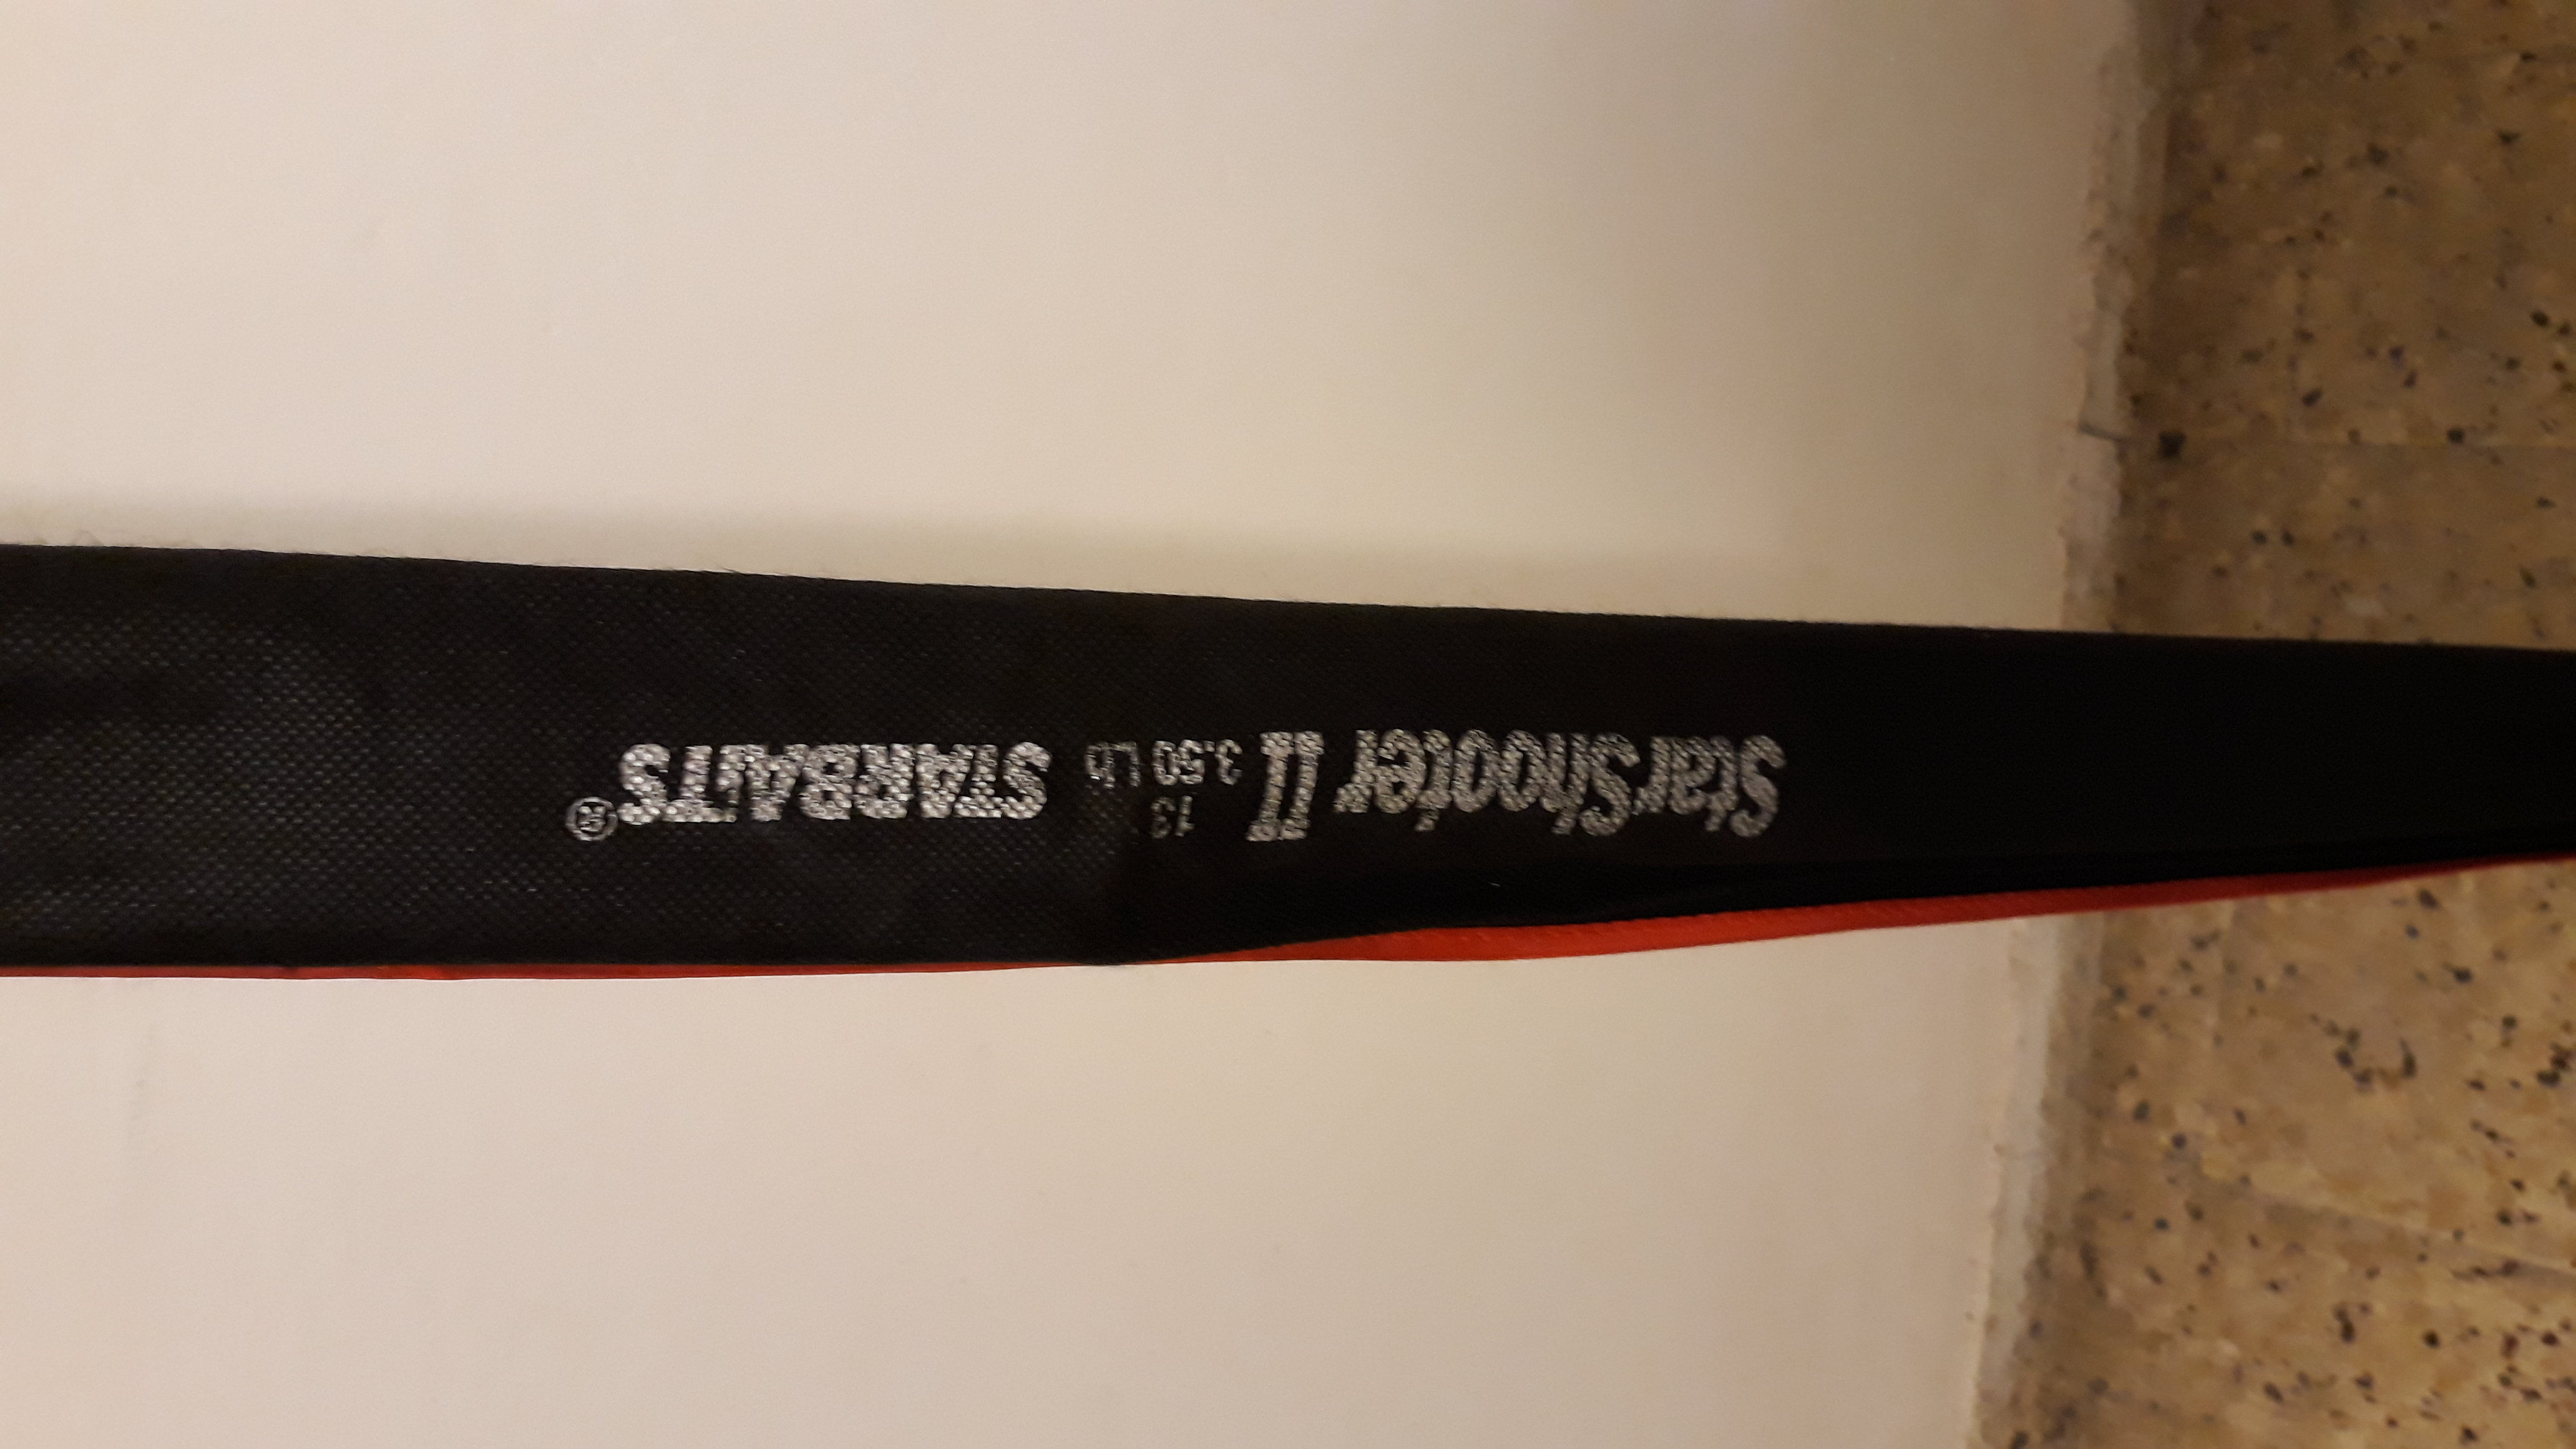 StarShooter II
13'
3.50 Lb
STARBAITS®